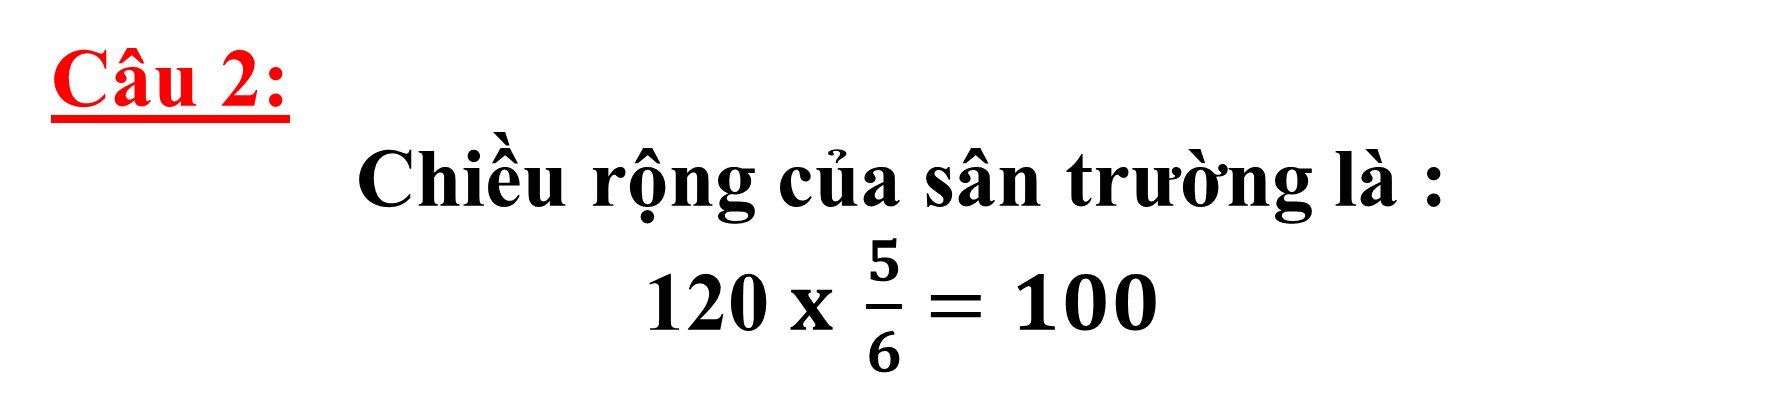 Câu 2:
Chiều rộng của sân trường là :
120 x 5/6 = 100